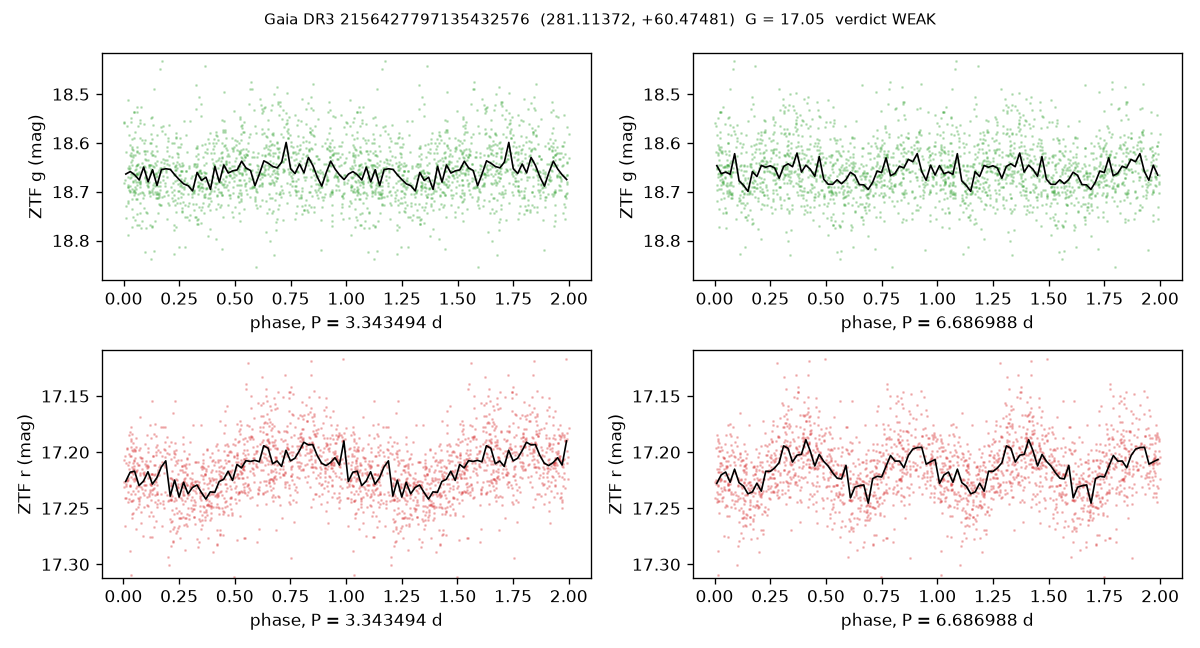 Gaia DR3 2156427797135432576  (281.11372, +60.47481)  G = 17.05  verdict WEAK
ZTF g (mag)
18.5
18.6
18.7
18.8
0.00 0.25 0.50 0.75 1.00 1.25 1.50 1.75 2.00
phase, P = 3.343494 d
ZTF g (mag)
18.5
18.6
18.7
18.8
0.00 0.25 0.50 0.75 1.00 1.25 1.50 1.75 2.00
phase, P = 6.686988 d
ZTF r (mag)
17.15
17.20
17.25
17.30
0.00 0.25 0.50 0.75 1.00 1.25 1.50 1.75 2.00
phase, P = 3.343494 d
ZTF r (mag)
17.15
17.20
17.25
17.30
0.00 0.25 0.50 0.75 1.00 1.25 1.50 1.75 2.00
phase, P = 6.686988 d